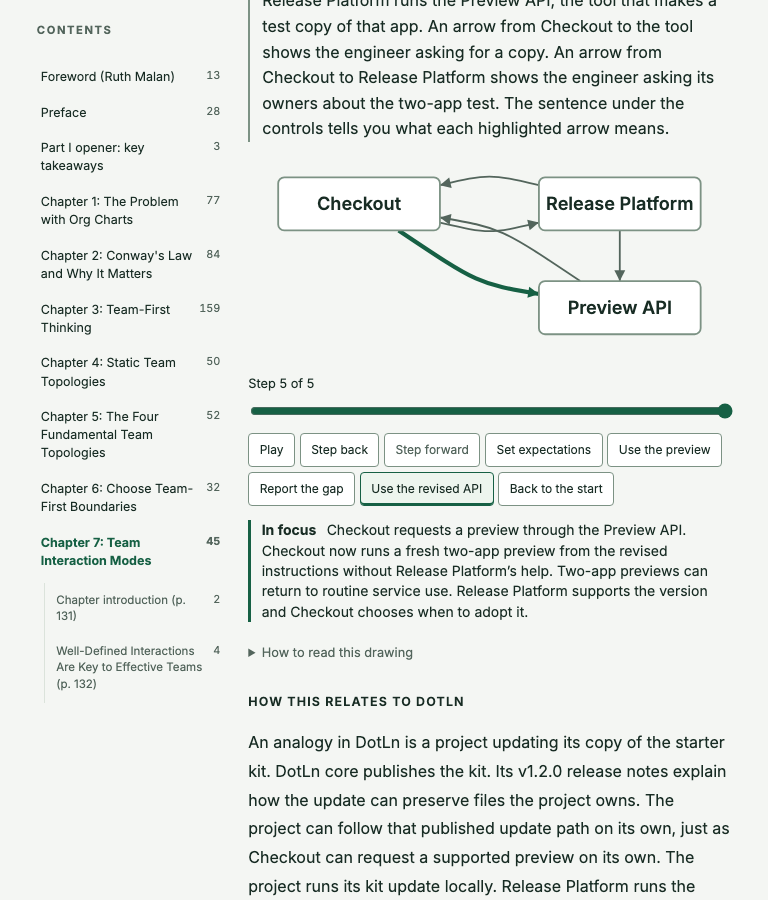 CONTENTS
Foreword (Ruth Malan) 13
Preface 28
Part I opener: key 3
takeaways
Chapter 1: The Problem 77
with Org Charts
Chapter 2: Conway's Law 84
and Why It Matters
Chapter 3: Team-First 159
Thinking
Chapter 4: Static Team 50
Topologies
Chapter 5: The Four 52
Fundamental Team
Topologies
Chapter 6: Choose Team- 32
First Boundaries
Chapter 7: Team 45
Interaction Modes
Chapter introduction (p. 2
131)
Well-Defined Interactions 4
Are Key to Effective Teams
(p. 132)
Release Platform runs the Preview API, the tool that makes a
test copy of that app. An arrow from Checkout to the tool
shows the engineer asking for a copy. An arrow from
Checkout to Release Platform shows the engineer asking its
owners about the two-app test. The sentence under the
controls tells you what each highlighted arrow means.
Checkout
Release Platform
Preview API
Step 5 of 5
Play
Step back
Step forward
Set expectations
Use the preview
Report the gap
Use the revised API
Back to the start
In focus Checkout requests a preview through the Preview API.
Checkout now runs a fresh two-app preview from the revised
instructions without Release Platform’s help. Two-app previews can
return to routine service use. Release Platform supports the version
and Checkout chooses when to adopt it.
How to read this drawing
HOW THIS RELATES TO DOTLN
An analogy in DotLn is a project updating its copy of the starter
kit. DotLn core publishes the kit. Its v1.2.0 release notes explain
how the update can preserve files the project owns. The
project can follow that published update path on its own, just as
Checkout can request a supported preview on its own. The
project runs its kit update locally. Release Platform runs the